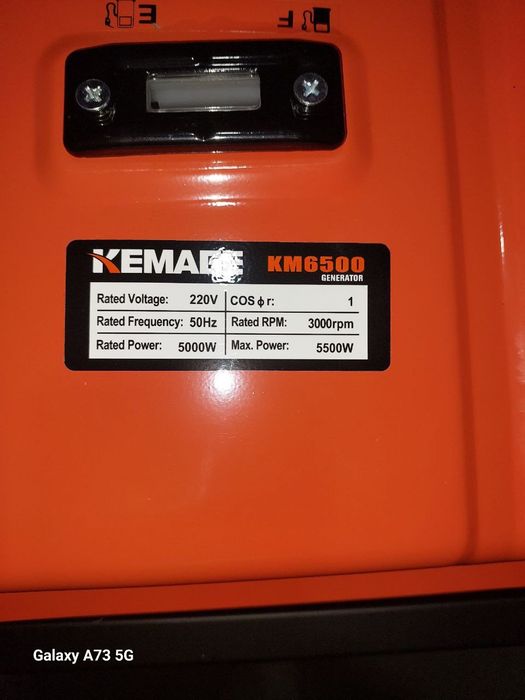 E F
KEMADE KM6500
GENERATOR
Rated Voltage: 220V COS ϕ r: 1
Rated Frequency: 50Hz Rated RPM: 3000rpm
Rated Power: 5000W Max. Power: 5500W
Galaxy A73 5G